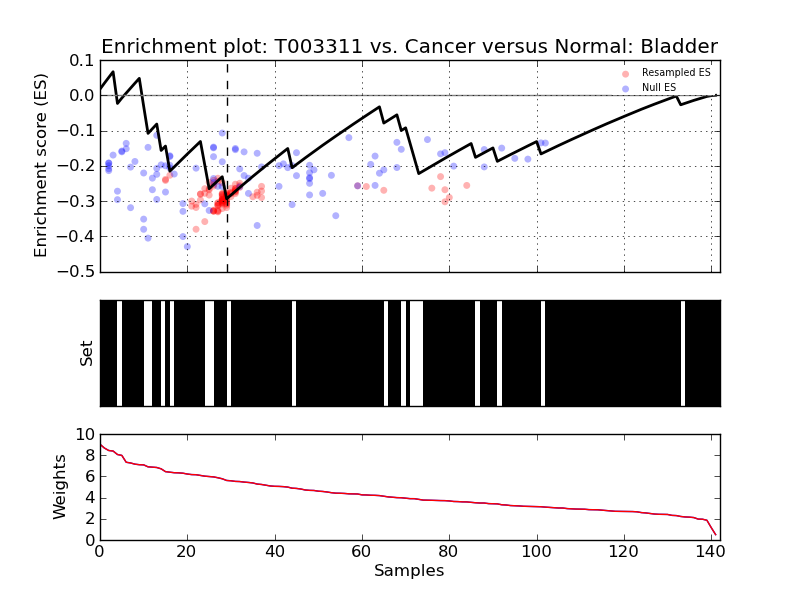 Enrichment plot: T003311 vs. Cancer versus Normal: Bladder
0.1
0.0
−0.1
−0.2
−0.3
−0.4
−0.5
Enrichment score (ES)
Resampled ES
Null ES
Set
10
8
6
4
2
0
Weights
0 20 40 60 80 100 120 140
Samples